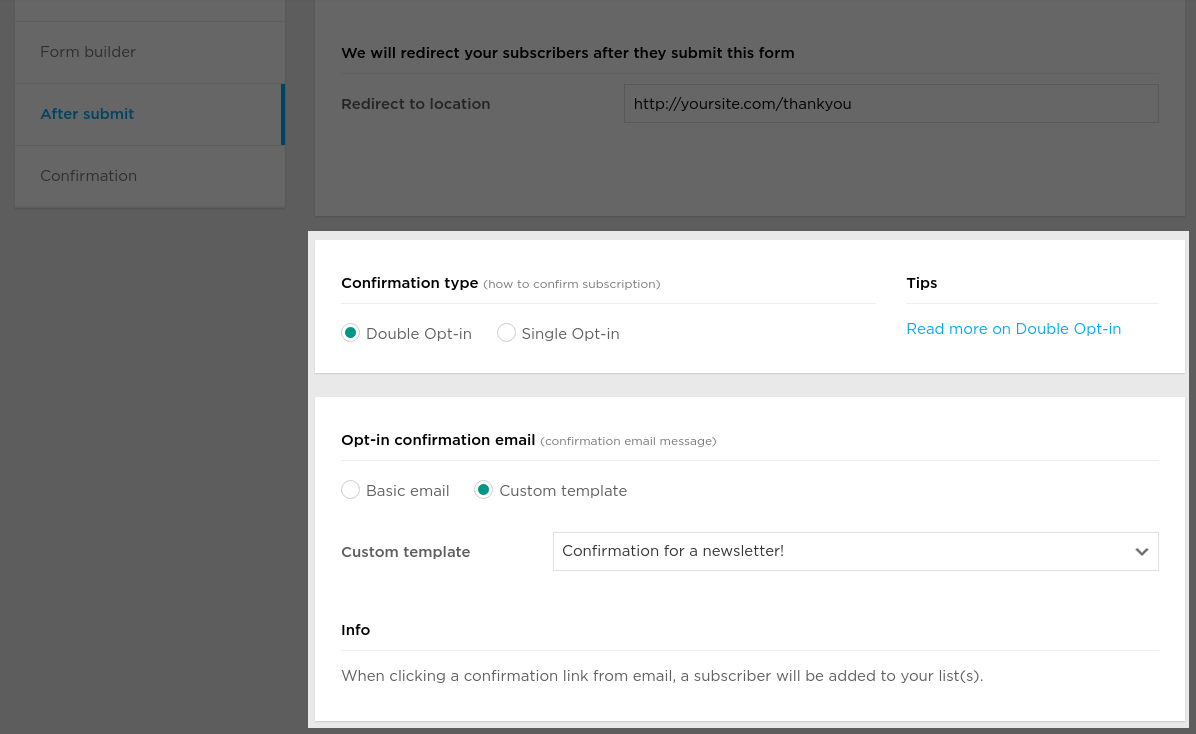 Form builder
After submit
Confirmation
We will redirect your subscribers after they submit this form
Redirect to location http://yoursite.com/thankyou
Confirmation type (how to confirm subscription)
Double Opt-in Single Opt-in
Tips
Read more on Double Opt-in
Opt-in confirmation email (confirmation email message)
Basic email Custom template
Custom template Confirmation for a newsletter!
Info
When clicking a confirmation link from email, a subscriber will be added to your list(s).